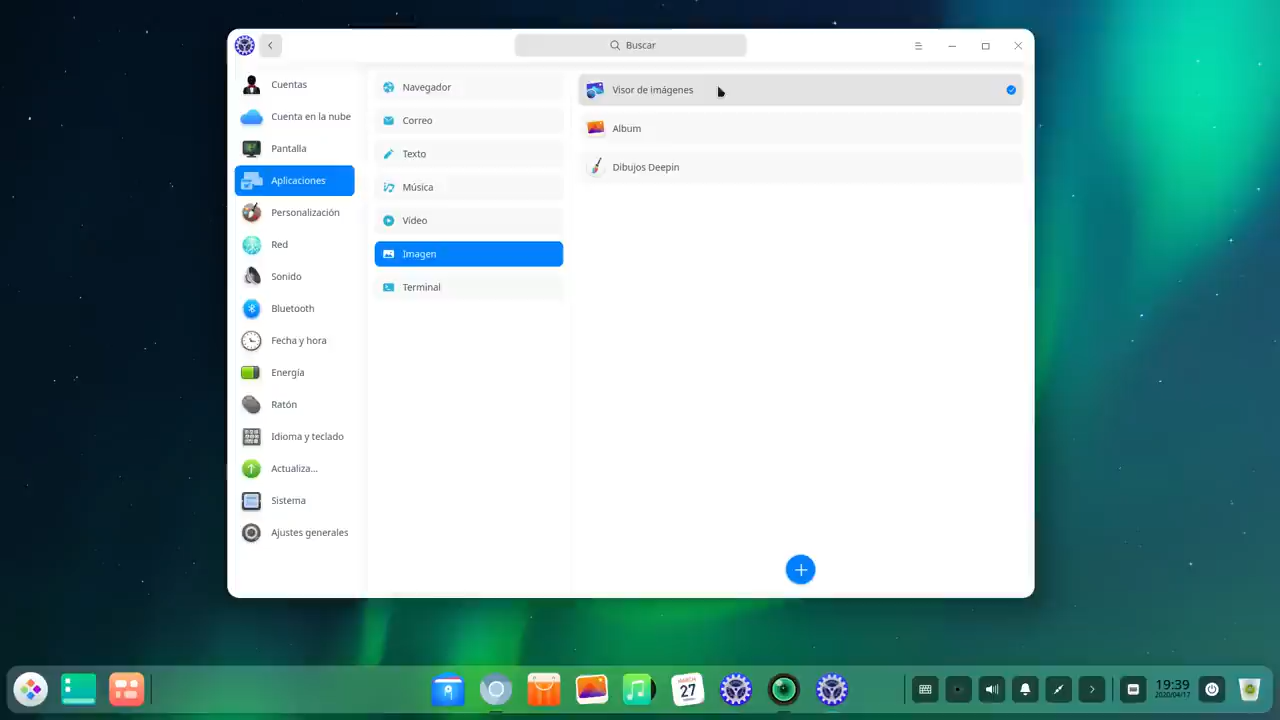 Buscar
Cuentas
Cuenta en la nube
Pantalla
Aplicaciones
Personalización
Red
Sonido
Bluetooth
Fecha y hora
Energía
Ratón
Idioma y teclado
Actualiza...
Sistema
Ajustes generales
Navegador
Correo
Texto
Música
Vídeo
Imagen
Terminal
Visor de imágenes
Album
Dibujos Deepin
MARCH
27
19:39
2020/04/17